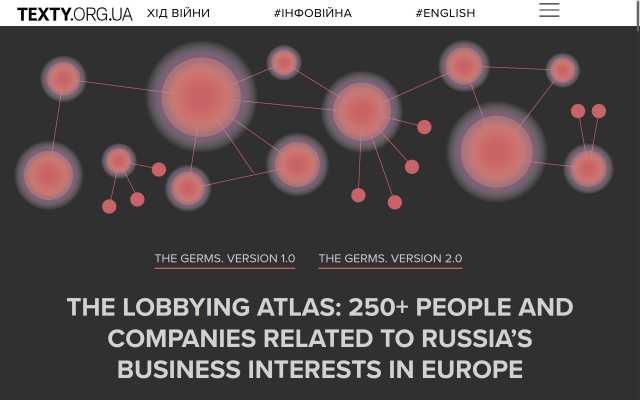 TEXTY.ORG.UA ХІД ВІЙНИ #ІНФОВІЙНА #ENGLISH
THE GERMS. VERSION 1.0 THE GERMS. VERSION 2.0
THE LOBBYING ATLAS: 250+ PEOPLE AND
COMPANIES RELATED TO RUSSIA’S
BUSINESS INTERESTS IN EUROPE